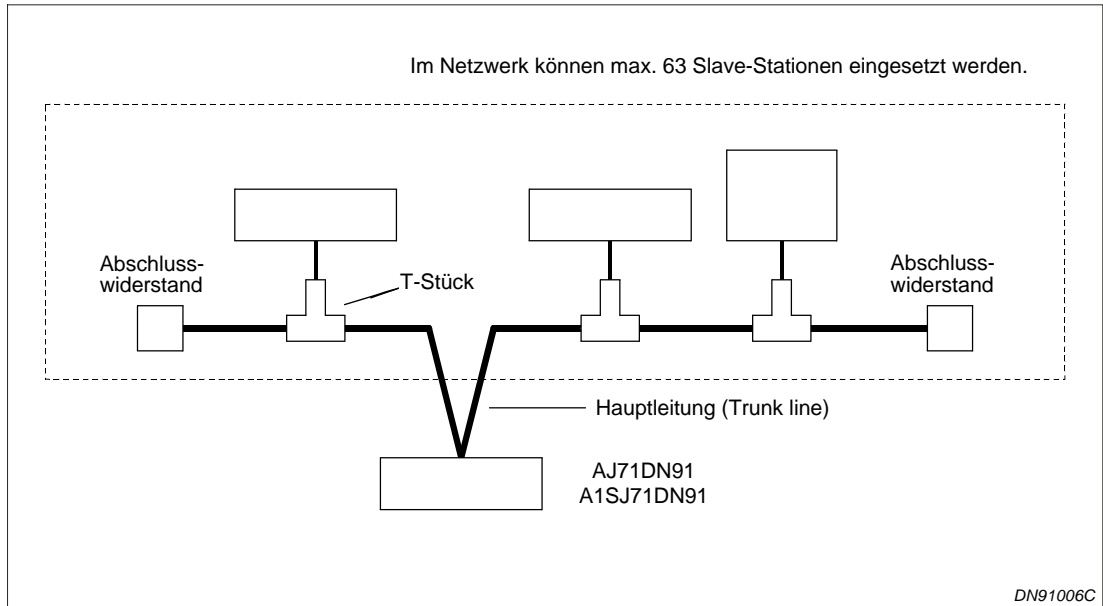 Im Netzwerk können max. 63 Slave-Stationen eingesetzt werden.
Abschluss-
widerstand
T-Stück
Abschluss-
widerstand
Hauptleitung (Trunk line)
AJ71DN91
A1SJ71DN91
DN91006C